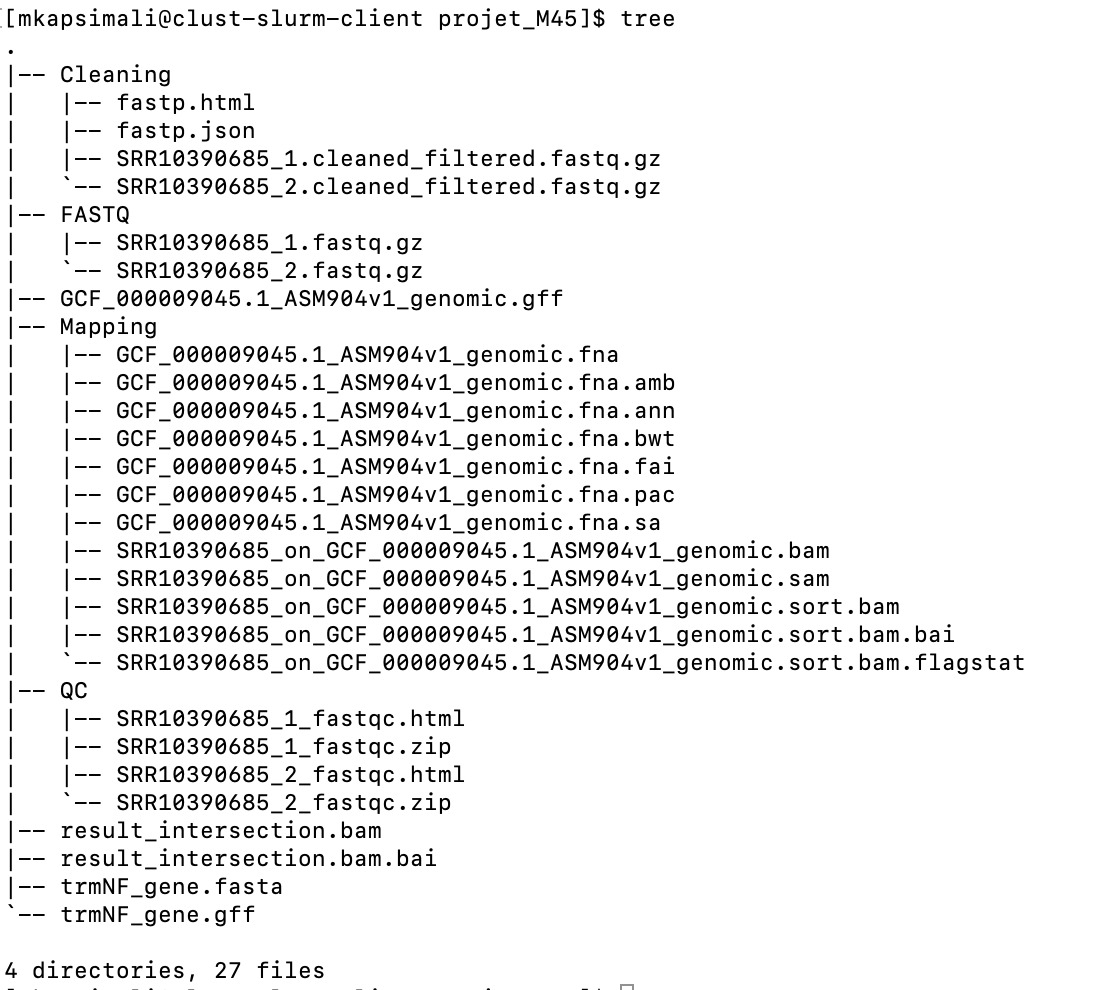 [mkapsimali@clust-slurm-client projet_M45]$ tree
.
|-- Cleaning
|   |-- fastp.html
|   |-- fastp.json
|   |-- SRR10390685_1.cleaned_filtered.fastq.gz
|   `-- SRR10390685_2.cleaned_filtered.fastq.gz
|-- FASTQ
|   |-- SRR10390685_1.fastq.gz
|   `-- SRR10390685_2.fastq.gz
|-- GCF_000009045.1_ASM904v1_genomic.gff
|-- Mapping
|   |-- GCF_000009045.1_ASM904v1_genomic.fna
|   |-- GCF_000009045.1_ASM904v1_genomic.fna.amb
|   |-- GCF_000009045.1_ASM904v1_genomic.fna.ann
|   |-- GCF_000009045.1_ASM904v1_genomic.fna.bwt
|   |-- GCF_000009045.1_ASM904v1_genomic.fna.fai
|   |-- GCF_000009045.1_ASM904v1_genomic.fna.pac
|   |-- GCF_000009045.1_ASM904v1_genomic.fna.sa
|   |-- SRR10390685_on_GCF_000009045.1_ASM904v1_genomic.bam
|   |-- SRR10390685_on_GCF_000009045.1_ASM904v1_genomic.sam
|   |-- SRR10390685_on_GCF_000009045.1_ASM904v1_genomic.sort.bam
|   |-- SRR10390685_on_GCF_000009045.1_ASM904v1_genomic.sort.bam.bai
|   `-- SRR10390685_on_GCF_000009045.1_ASM904v1_genomic.sort.bam.flagstat
|-- QC
|   |-- SRR10390685_1_fastqc.html
|   |-- SRR10390685_1_fastqc.zip
|   |-- SRR10390685_2_fastqc.html
|   `-- SRR10390685_2_fastqc.zip
|-- result_intersection.bam
|-- result_intersection.bam.bai
|-- trmNF_gene.fasta
`-- trmNF_gene.gff

4 directories, 27 files